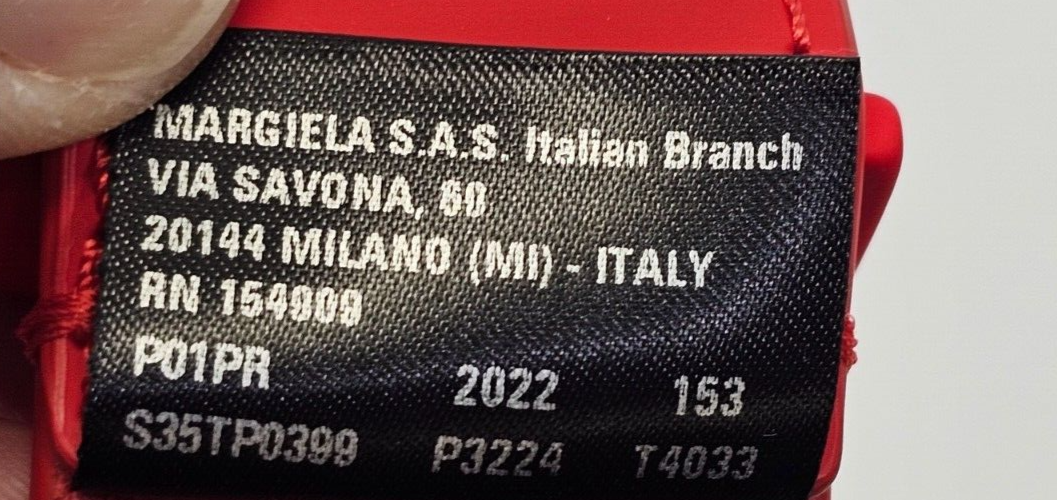 MARGIELA S.A.S. Italian Branch
VIA SAVONA, 60
20144 MILANO (MI) - ITALY
RN 154909
P01PR 2022 153
S35TP0399 P3224 T4033